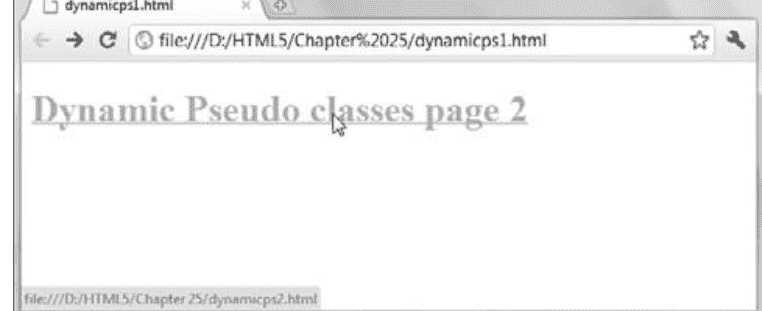 dynamicps1.html
file:///D:/HTML5/Chapter%2025/dynamicps1.html
Dynamic Pseudo classes page 2
file:///D:/HTML5/Chapter 25/dynamicps2.html